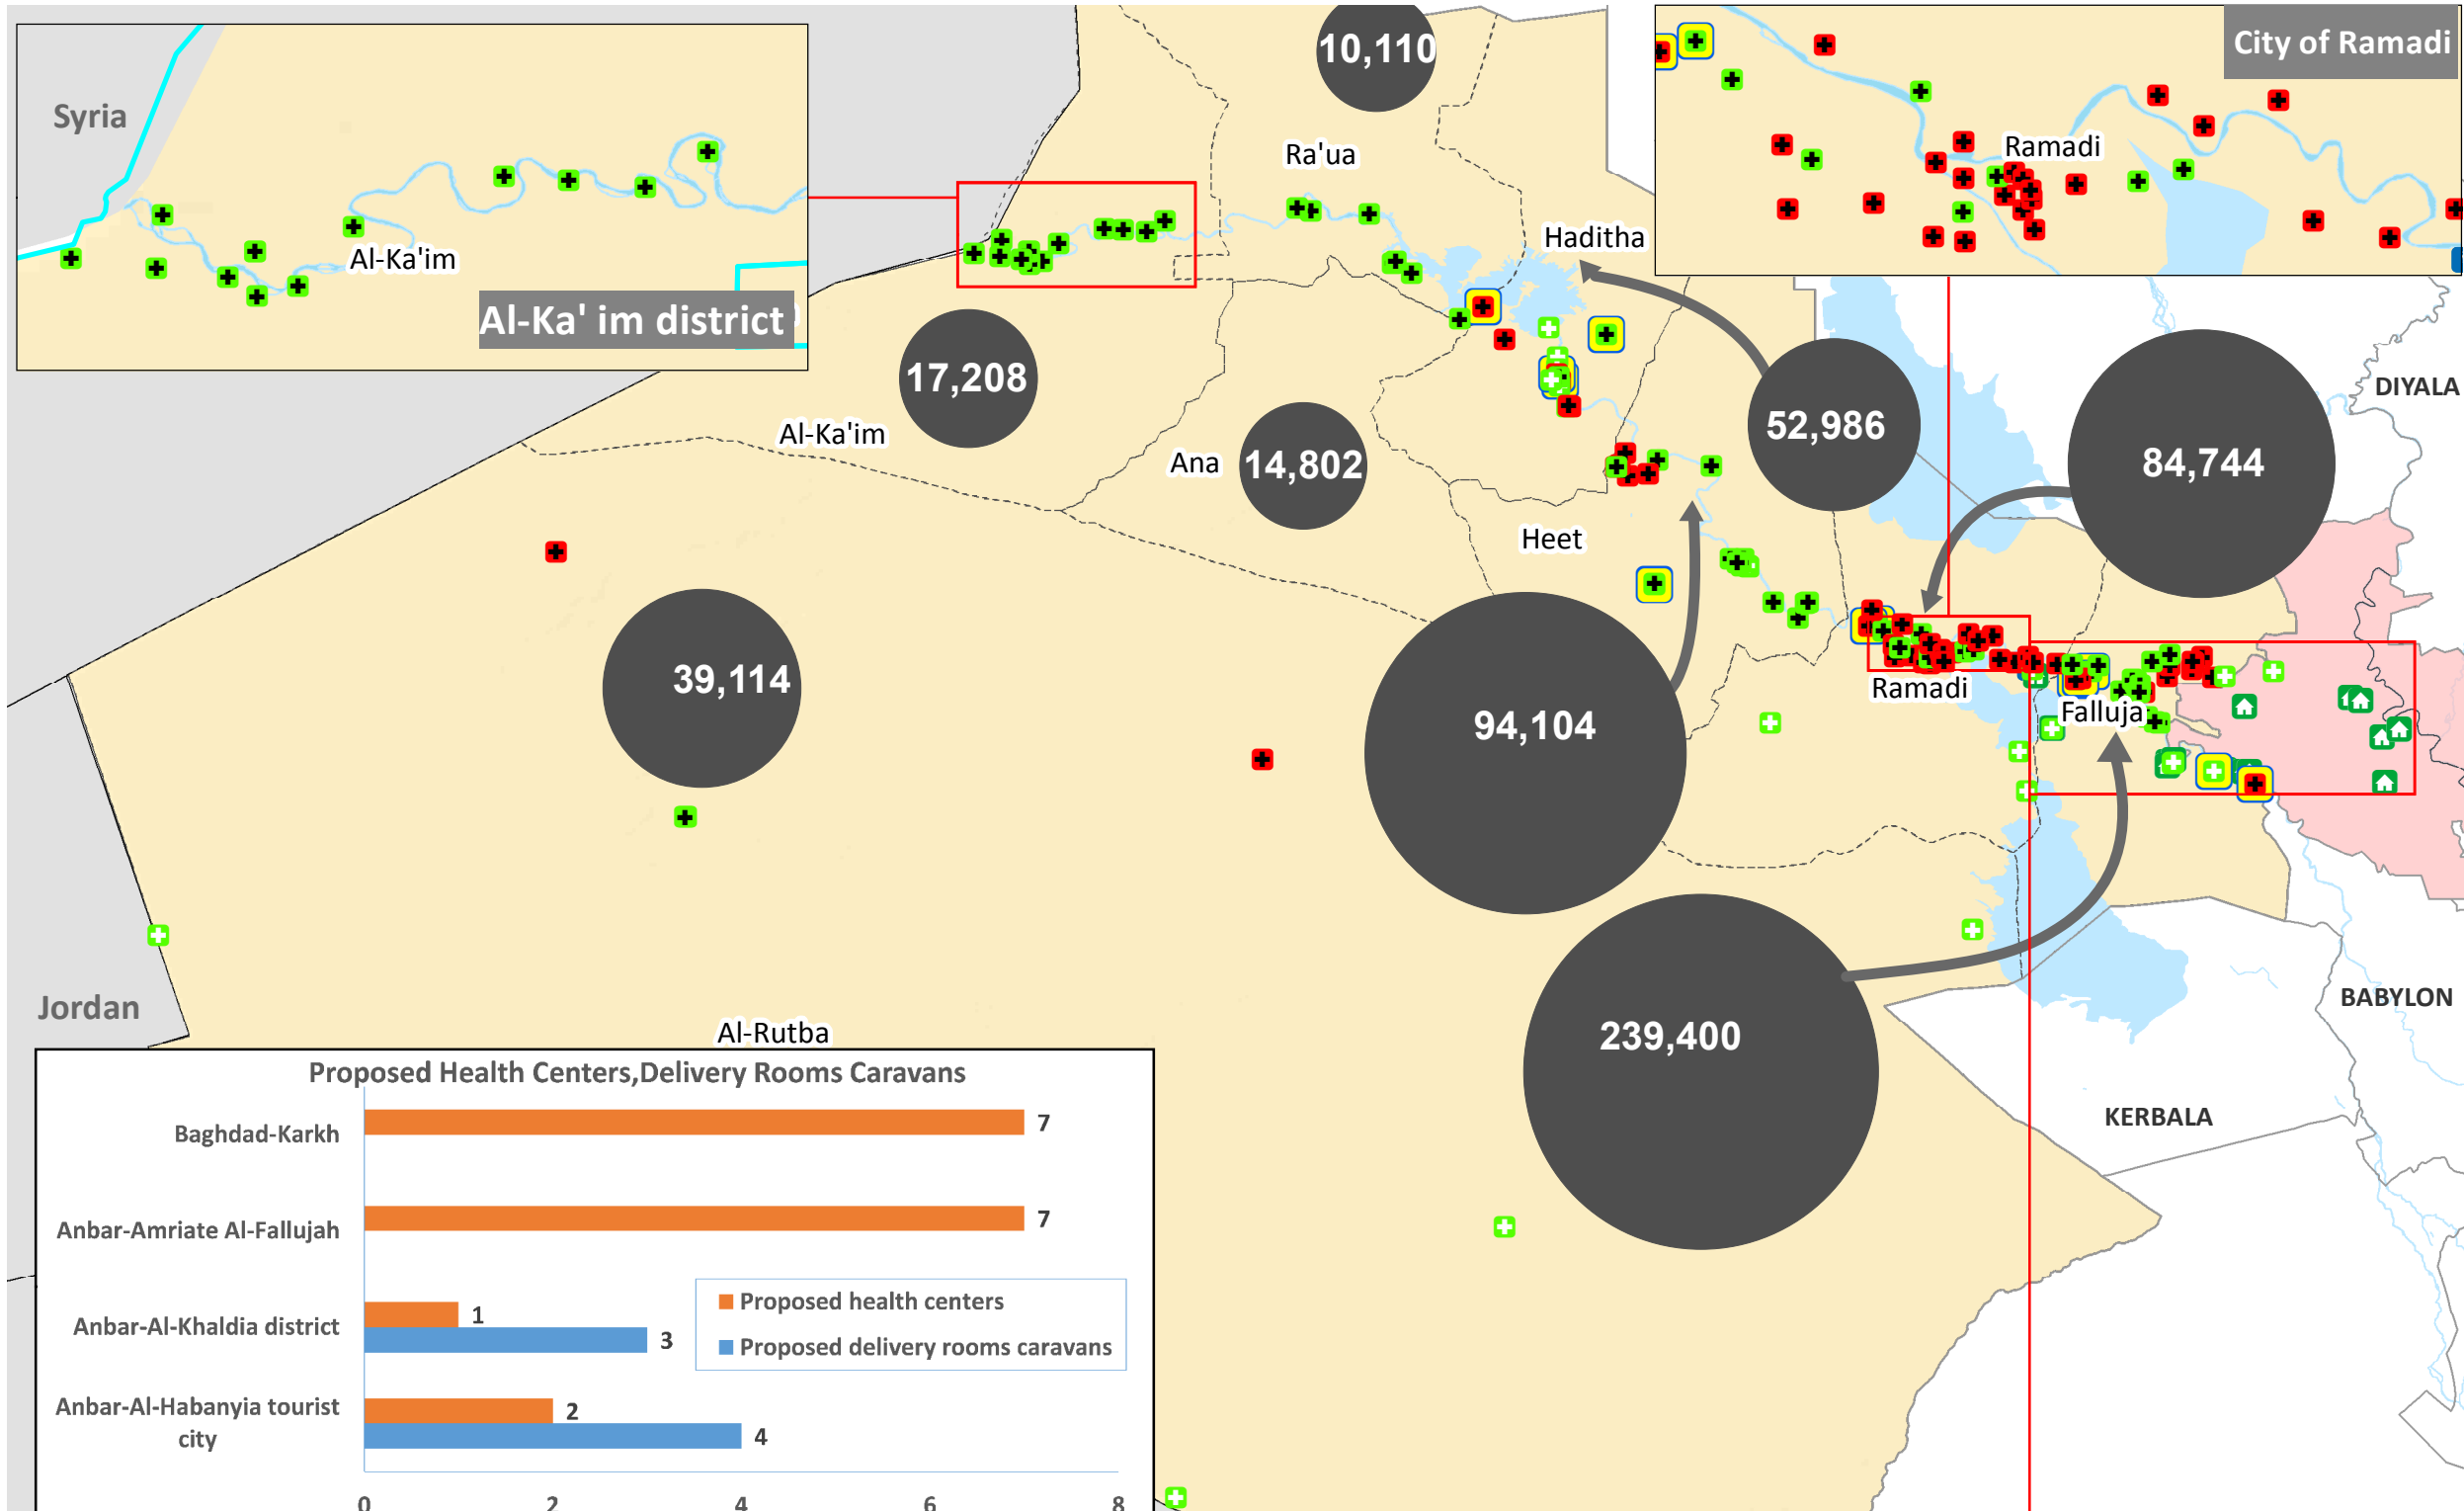 Syria
Al-Ka'im
Al-Ka' im district
10,110
Ra'ua
City of Ramadi
Ramadi
Haditha
DIYALA
17,208
Al-Ka'im
Ana
14,802
52,986
84,744
Heet
39,114
94,104
Ramadi
Falluja
239,400
Jordan
Al-Rutba
BABYLON
KERBALA
Proposed Health Centers,Delivery Rooms Caravans
Baghdad-Karkh
7
Anbar-Amriate Al-Fallujah
7
Anbar-Al-Khaldia district
1
3
Proposed health centers
Proposed delivery rooms caravans
Anbar-Al-Habanyia tourist
city
2
4
0 2 4 6 8